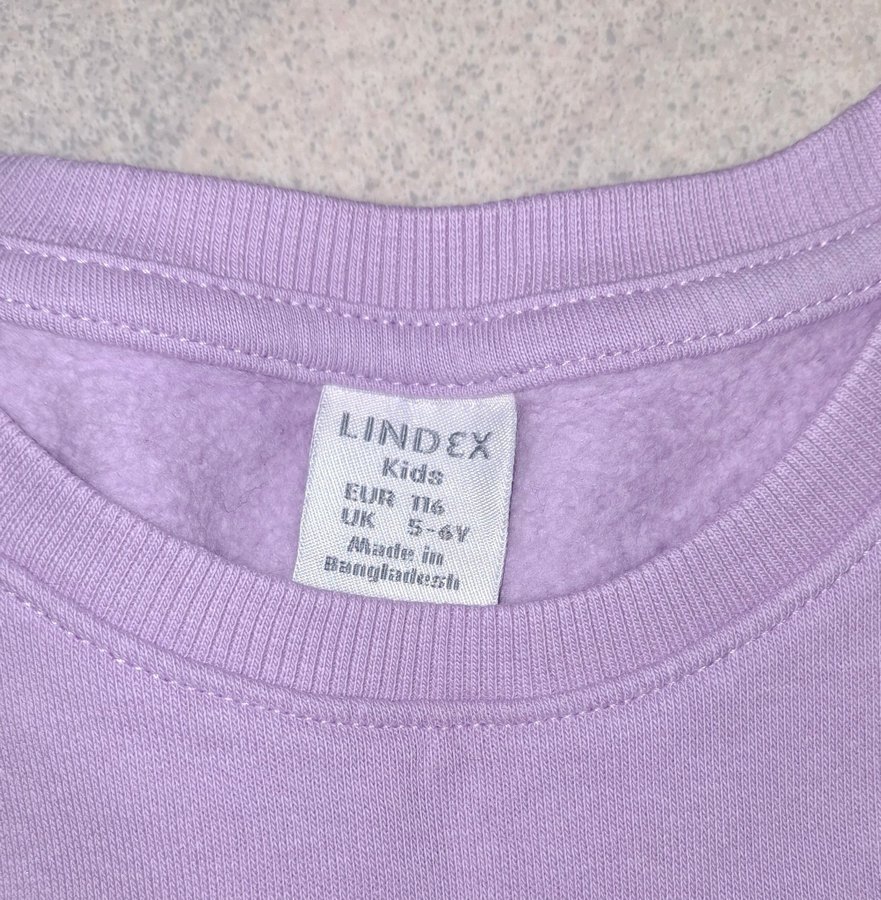 LINDEX
Kids
EUR 116
UK 5-6Y
Made in
Bangladesh